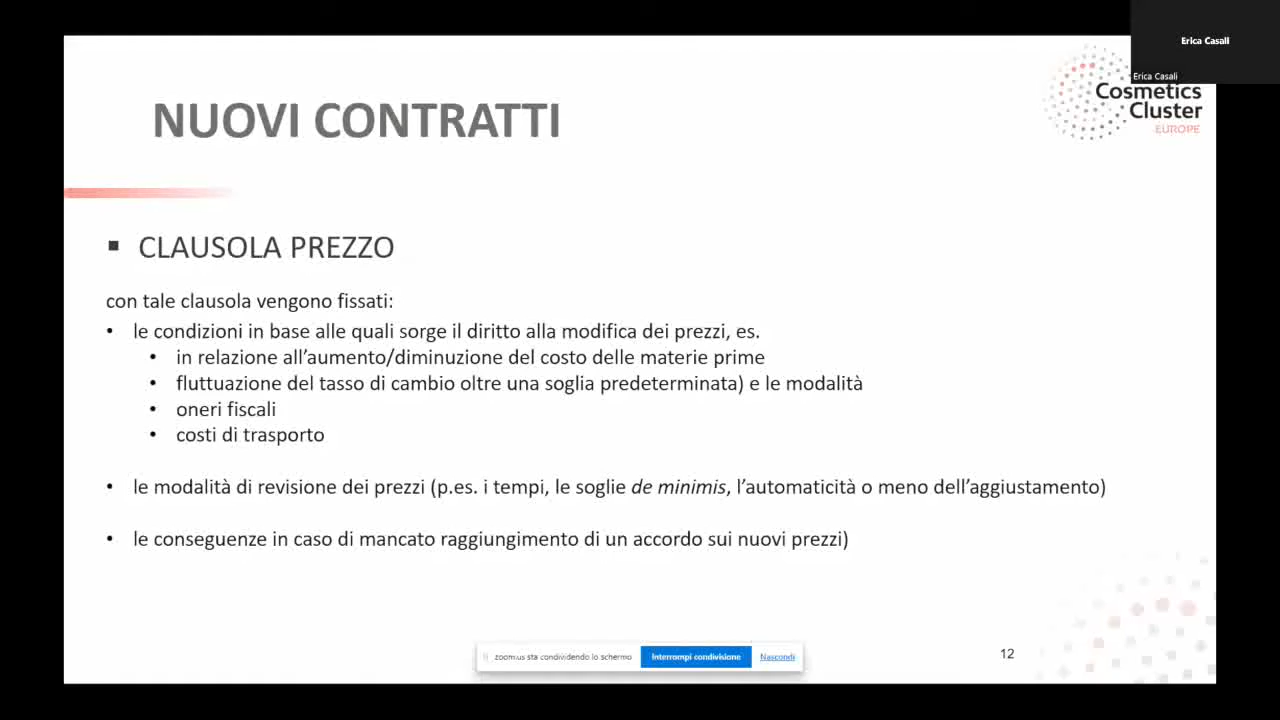 Erica Casali
Erica Casali
Cosmetics
Cluster
EUROPE
NUOVI CONTRATTI
▪ CLAUSOLA PREZZO
con tale clausola vengono fissati:
• le condizioni in base alle quali sorge il diritto alla modifica dei prezzi, es.
• in relazione all’aumento/diminuzione del costo delle materie prime
• fluttuazione del tasso di cambio oltre una soglia predeterminata) e le modalità
• oneri fiscali
• costi di trasporto
• le modalità di revisione dei prezzi (p.es. i tempi, le soglie de minimis, l’automaticità o meno dell’aggiustamento)
• le conseguenze in caso di mancato raggiungimento di un accordo sui nuovi prezzi)
zoom.us sta condividendo lo schermo Interrompi condivisione Nascondi
12